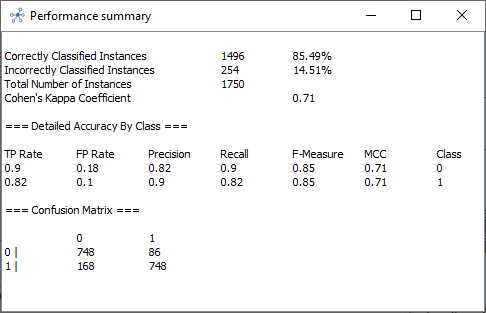 Performance summary
Correctly Classified Instances 1496 85.49%
Incorrectly Classified Instances 254 14.51%
Total Number of Instances 1750
Cohen's Kappa Coefficient 0.71
=== Detailed Accuracy By Class ===
TP Rate FP Rate Precision Recall F-Measure MCC Class
0.9 0.18 0.82 0.9 0.85 0.71 0
0.82 0.1 0.9 0.82 0.85 0.71 1
=== Confusion Matrix ===
0 1
0 | 748 86
1 | 168 748